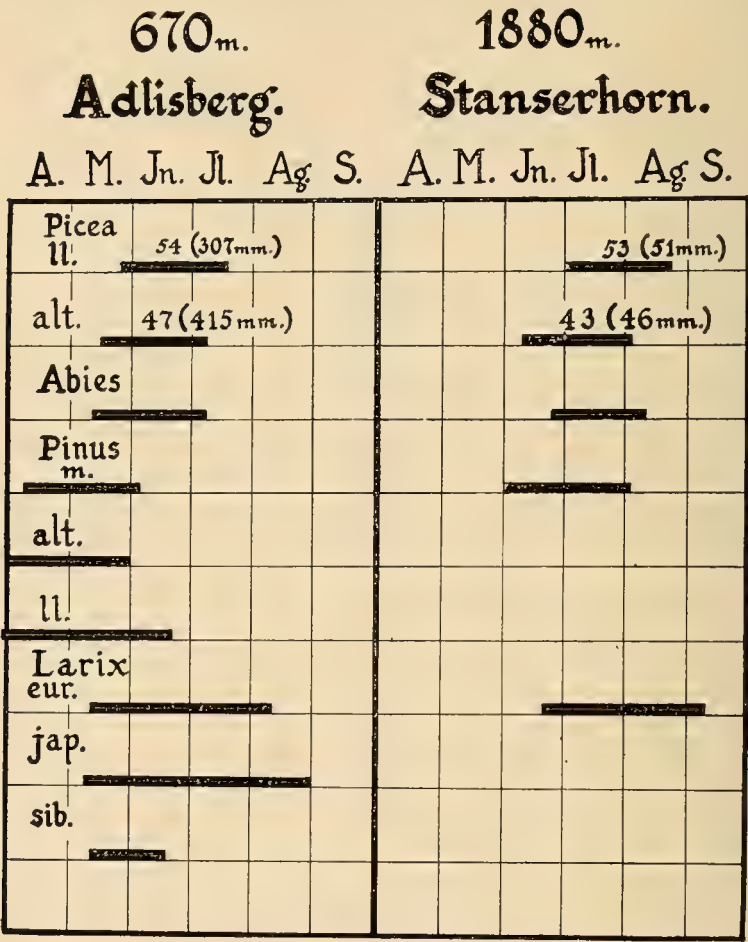 670m. 1880m.
Adlisberg. Stanserhorn.
A. M. Jn. Jl. Ag. S. A. M. Jn. Jl. Ag. S.
Picea
ll. 54 (307mm.) 53 (51mm.)
alt. 47 (415mm.) 43 (46mm.)
Abies
Pinus
m.
alt.
ll.
Larix
eur.
jap.
sib.